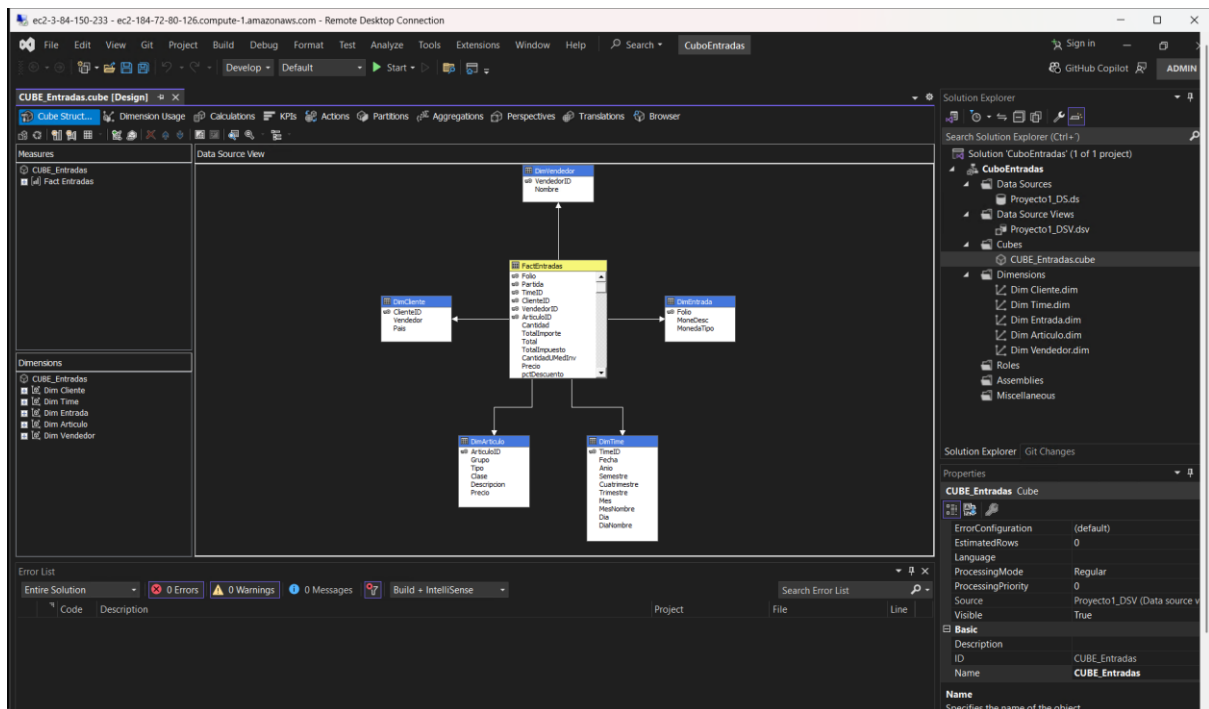 ec2-3-84-150-233 - ec2-184-72-80-126.compute-1.amazonaws.com - Remote Desktop Connection
File Edit View Git Project Build Debug Format Test Analyze Tools Extensions Window Help Search CuboEntradas Sign in
Develop Default Start GitHub Copilot ADMIN
CUBE_Entradas.cube [Design]
Cube Struct... Dimension Usage Calculations KPIs Actions Partitions Aggregations Perspectives Translations Browser
Measures
CUBE_Entradas
Fact Entradas
Dimensions
CUBE_Entradas
Dim Cliente
Dim Time
Dim Entrada
Dim Articulo
Dim Vendedor
Data Source View
DimVendedor
VendedorID
Nombre
FactEntradas
Folio
Partida
TimeID
ClienteID
VendedorID
ArticuloID
Cantidad
TotalImporte
Total
TotalImpuesto
CantidadUMedInv
Precio
pctDescuento
DimCliente
ClienteID
Vendedor
Pais
DimEntrada
Folio
MoneDesc
MonedaTipo
DimArticulo
ArticuloID
Grupo
Tipo
Clase
Descripcion
Precio
DimTime
TimeID
Fecha
Anio
Semestre
Cuatrimestre
Trimestre
Mes
MesNombre
Dia
DiaNombre
Error List
Entire Solution 0 Errors 0 Warnings 0 Messages Build + IntelliSense Search Error List
Code Description Project File Line
Solution Explorer
Search Solution Explorer (Ctrl+´)
Solution 'CuboEntradas' (1 of 1 project)
CuboEntradas
Data Sources
Proyecto1_DS.ds
Data Source Views
Proyecto1_DSV.dsv
Cubes
CUBE_Entradas.cube
Dimensions
Dim Cliente.dim
Dim Time.dim
Dim Entrada.dim
Dim Articulo.dim
Dim Vendedor.dim
Roles
Assemblies
Miscellaneous
Solution Explorer Git Changes
Properties
CUBE_Entradas Cube
ErrorConfiguration (default)
EstimatedRows 0
Language
ProcessingMode Regular
ProcessingPriority 0
Source Proyecto1_DSV (Data source v
Visible True
Basic
Description
ID CUBE_Entradas
Name CUBE_Entradas
Name
Specifies the name of the object